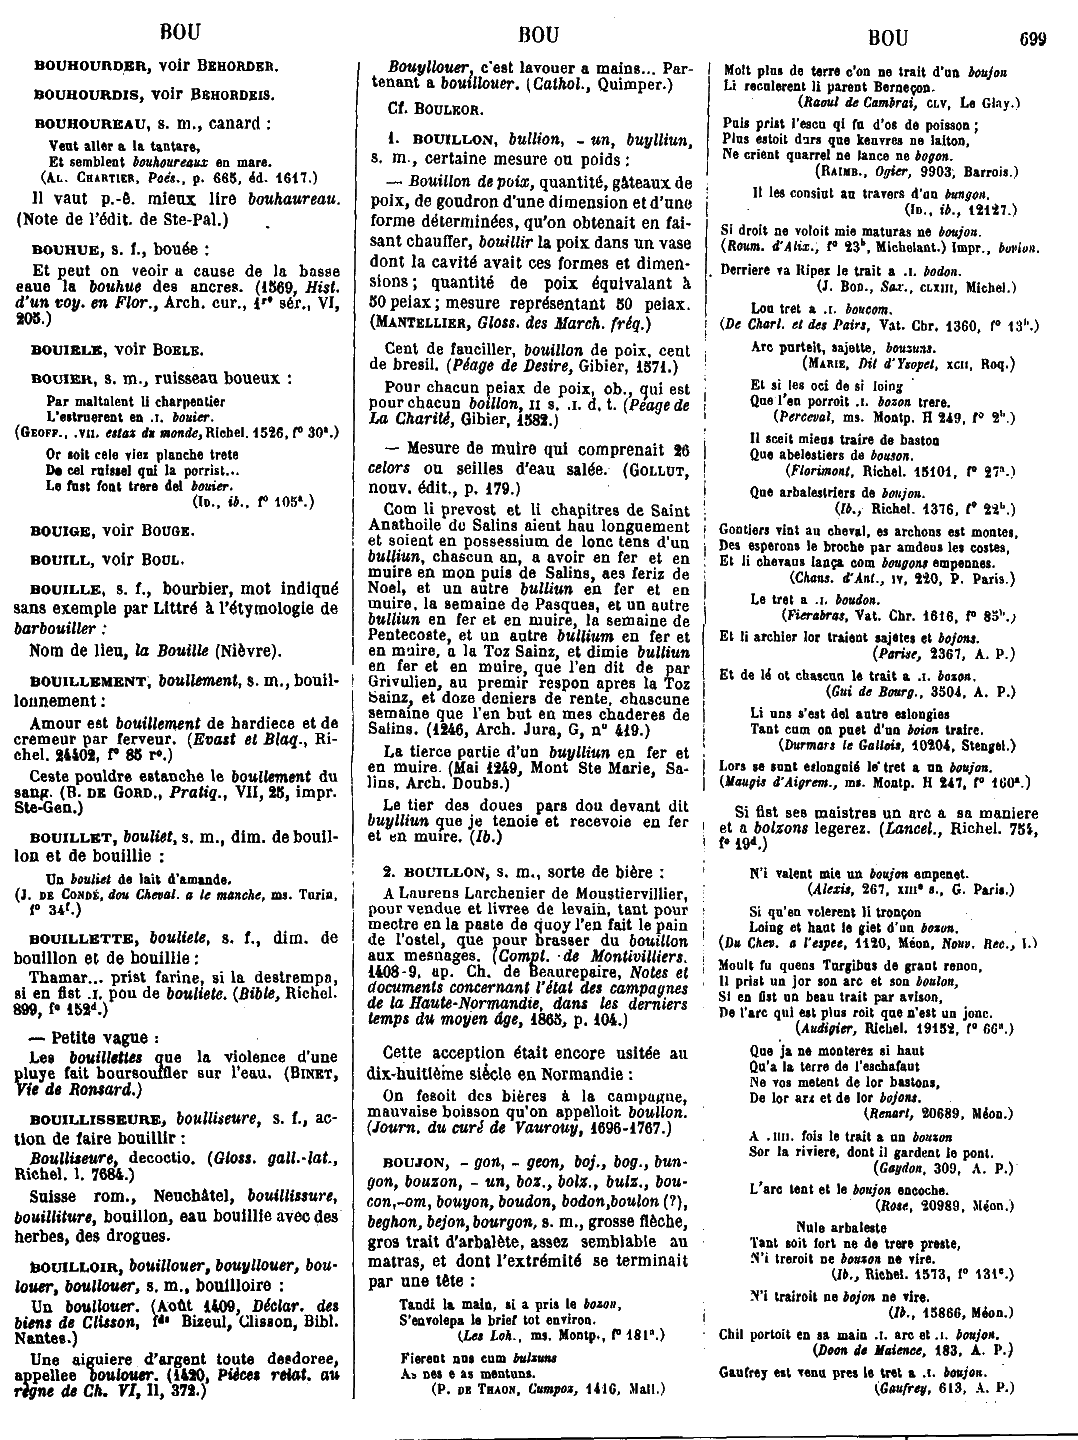 BOU
BOU
BOU
699
BOUHOURDER, voir BEHORDER.
BOUHOURDIS, voir BEHORDEIS.
BOUHOUREAU, s. m., canard :
Vent aller a la tantare,
Et semblent bouhoureaux en mare.
(AL. CHARTIER, Poés., p. 665, éd. 1617.)
Il vaut p.-ê. mieux lire bouhaureau.
(Note de l'édit. de Ste-Pal.)
BOUHUE, s. f., bouée :
Et peut on veoir a cause de la basse
eaue la bouhue des ancres. (1569, Hist.
d'un voy. en Flor., Arch. cur., 1re sér., VI,
205.)
BOUIELE, voir BOELE.
BOUIER, s. m., ruisseau boueux :
Par maltalent li charpentier
L'estruerent en .I. bouier.
(GEOFF., .VII. estaz du monde, Richel. 1526, f° 30a.)
Or soit cele viez planche trete
De cel ruissel qui la porrist...
Le fust font trere del bouier.
(ID., ib., f° 105a.)
BOUIGE, voir BOUGE.
BOUILL, voir BOUL.
BOUILLE, s. f., bourbier, mot indiqué
sans exemple par Littré à l'étymologie de
barbouiller :
Nom de lieu, la Bouille (Nièvre).
BOUILLEMENT, boullement, s. m., bouil-
lonnement :
Amour est bouillement de hardiece et de
cremeur par ferveur. (Evast et Blaq., Ri-
chel. 24402, f° 85 r°.)
Ceste pouldre estanche le boullement du
sang. (B. DE GORD., Pratiq., VII, 25, impr.
Ste-Gen.)
BOUILLET, bouliet, s. m., dim. de bouil-
lon et de bouillie :
Un bouliet de lait d'amande.
(J. DE CONDÉ, dou Cheval. a le manche, ms. Turin,
f° 34f.)
BOUILLETTE, bouliete, s. f., dim. de
bouillon et de bouillie :
Thamar... prist farine, si la destrempa,
si en fist .I. pou de bouliete. (Bible, Richel.
899, f° 152d.)
— Petite vague :
Les bouillettes que la violence d'une
pluye fait boursouffler sur l'eau. (BINET,
Vie de Ronsard.)
BOUILLISSEURE, boulliseure, s. f., ac-
tion de faire bouillir :
Boulliseure, decoctio. (Gloss. gall.-lat.,
Richel. l. 7684.)
Suisse rom., Neuchâtel, bouillissure,
bouilliture, bouillon, eau bouillie avec des
herbes, des drogues.
BOUILLOIR, bouillouer, bouyllouer, bou-
louer, boullouer, s. m., bouilloire :
Un boullouer. (Août 1409, Déclar. des
biens de Clisson, fds Bizeul, Clisson, Bibl.
Nantes.)
Une aiguiere d'argent toute desdoree,
appellee boulouer. (1420, Pièces relat. au
règne de Ch. VI, II, 372.)
Bouyllouer, c'est lavouer a mains... Par-
tenant a bouillouer. (Cathol., Quimper.)
Cf. BOULEOR.
1. BOUILLON, bullion, - un, buylliun,
s. m., certaine mesure ou poids :
— Bouillon de poix, quantité, gâteaux de
poix, de goudron d'une dimension et d'une
forme déterminées, qu'on obtenait en fai-
sant chauffer, bouillir la poix dans un vase
dont la cavité avait ces formes et dimen-
sions ; quantité de poix équivalant à
50 peiax ; mesure représentant 50 peiax.
(MANTELLIER, Gloss. des March. fréq.)
Cent de fauciller, bouillon de poix, cent
de bresil. (Péage de Desire, Gibier, 1571.)
Pour chacun peiax de poix, ob., qui est
pour chacun boillon, II s. .I. d. t. (Péage de
La Charité, Gibier, 1582.)
— Mesure de muire qui comprenait 26
celors ou seilles d'eau salée. (GOLLUT,
nouv. édit., p. 179.)
Com li prevost et li chapitres de Saint
Anathoile du Salins aient hau longuement
et soient en possessium de lonc tens d'un
bulliun, chascun an, a avoir en fer et en
muire en mon puis de Salins, aes feriz de
Noel, et un autre bulliun en fer et en
muire, la semaine de Pasques, et un autre
bulliun en fer et en muire, la semaine de
Pentecoste, et un autre bullium en fer et
en muire, a la Toz Sainz, et dimie bulliun
en fer et en muire, que l'en dit de par
Grivulien, au premir respon apres la Toz
Sainz, et doze deniers de rente, chascune
semaine que l'en but en mes chaderes de
Salins. (1246, Arch. Jura, G, n° 419.)
La tierce partie d'un buylliun en fer et
en muire. (Mai 1249, Mont Ste Marie, Sa-
lins, Arch. Doubs.)
Le tier des doues pars dou devant dit
buylliun que je tenoie et recevoie en fer
et en muire. (Ib.)
2. BOUILLON, s. m., sorte de bière :
A Laurens Larchenier de Moustiervillier,
pour vendue et livree de levain, tant pour
mectre en la paste de quoy l'en fait le pain
de l'ostel, que pour brasser du bouillon
aux mesnages. (Compt. de Montivilliers.
1408-9, ap. Ch. de Beaurepaire, Notes et
documents concernant l'état des campagnes
de la Haute-Normandie, dans les derniers
temps du moyen âge, 1865, p. 104.)
Cette acception était encore usitée au
dix-huitième siècle en Normandie :
On fesoit des bières à la campagne,
mauvaise boisson qu'on appelloit boullon.
(Journ. du curé de Vaurouy, 1696-1767.)
BOUJON, - gon, - geon, boj., bog., bun-
gon, bouzon, - un, boz., bolz., bulz., bou-
con, -om, bouyon, boudon, bodon, boulon (?),
beghon, bejon, bourgon, s. m., grosse flèche,
gros trait d'arbalète, assez semblable au
matras, et dont l'extrémité se terminait
par une tête :
Tandi la main, si a pris le bozon,
S'envolepa le brief tot environ.
(Les Loh., ms. Montp., f° 181a.)
Fierent nus cum bulzuns
As nes e as mentuns.
(P. DE THAON, Cumpoz, 1416, Mall.)
Molt plus de terre c'on ne trait d'un boujon
Li reculerent li parent Berneçon.
(Raoul de Cambrai, CLV, Le Glay.)
Puis prist l'escu qi fu d'os de poisson ;
Plus estoit durs que keuvres ne laiton,
Ne crient quarrel ne lance ne bogon.
(RAIMB., Ogier, 9903, Barrois.)
Il les consiut au travers d'un bungon.
(ID., ib., 12127.)
Si droit ne voloit mie maturas ne boujon.
(Roum. d'Alix., f° 23b, Michelant.) Impr., bovion.
Derriere va Ripex le trait a .I. bodon.
(J. BOD., Sax., CLXIII, Michel.)
Lou tret a .I. boucom.
(De Charl. et des Pairs, Vat. Chr. 1360, f° 13b.)
Arc porteit, sajette, bouzuns.
(MARIE, Dit d'Ysopet, XCII, Roq.)
Et si les oci de si loing
Que l'en porroit .I. bozon trere.
(Perceval, ms. Montp. H 249, f° 2b.)
Il sceit mieus traire de baston
Que abelestiers de bouson.
(Florimont, Richel. 15101, f° 27a.)
Que arbalestriers de boujon.
(Ib., Richel. 1376, f° 22b.)
Gontiers vint au cheval, es archons est montes,
Des esperons le broche par amdeus les costes,
Et li chevaus lança com bougons empennes.
(Chans. d'Ant., IV, 220, P. Paris.)
Le tret a .I. boudon.
(Fierabras, Vat. Chr. 1616, f° 85b.)
Et li archier lor traient sajetes et bojons.
(Parise, 2367, A. P.)
Et de lé ot chascun le trait a .I. bozon.
(Gui de Bourg., 3504, A. P.)
Li uns s'est del autre eslongies
Tant cum on puet d'un boion traire.
(Durmars le Gallois, 10204, Stengel.)
Lors se sunt eslongnié le tret a un boujon.
(Maugis d'Aigrem., ms. Montp. H 247, f° 160a.)
Si fist ses maistres un arc a sa maniere
et a bolzons legerez. (Lancel., Richel. 754,
f° 19d.)
N'i valent mie un boujon empenet.
(Alexis, 267, XIIIe s., G. Paris.)
Si qu'en volerent li tronçon
Loing et haut le giet d'un bozun.
(Du Chev. a l'espee, 1120, Méon, Nouv. Rec., I.)
Moult fu quens Turgibus de grant renon,
Il prist un jor son arc et son boulon,
Si en fist un beau trait par avison,
De l'arc qui est plus roit que n'est un jonc.
(Audigier, Richel. 19152, f° 66a.)
Que ja ne monterez si haut
Qu'a la terre de l'eschafaut
Ne vos metent de lor bastons,
De lor ars et de lor bojons.
(Renart, 20689, Méon.)
A .IIII. fois le trait a un bouzon
Sor la riviere, dont il gardent le pont.
(Gaydon, 309, A. P.)
L'arc tent et le boujon encoche.
(Rose, 20989, Méon.)
Nule arbaleste
Tant soit fort ne de trere preste,
N'i treroit ne bouzon ne vire.
(Ib., Richel. 1573, f° 131c.)
N'i trairoit ne bojon ne vire.
(Ib., 15866, Méon.)
Chil portoit en sa main .I. arc et .I. boujon.
(Doon de Maience, 183, A. P.)
Gaufrey est venu pres le tret a .I. boujon.
(Gaufrey, 613, A. P.)